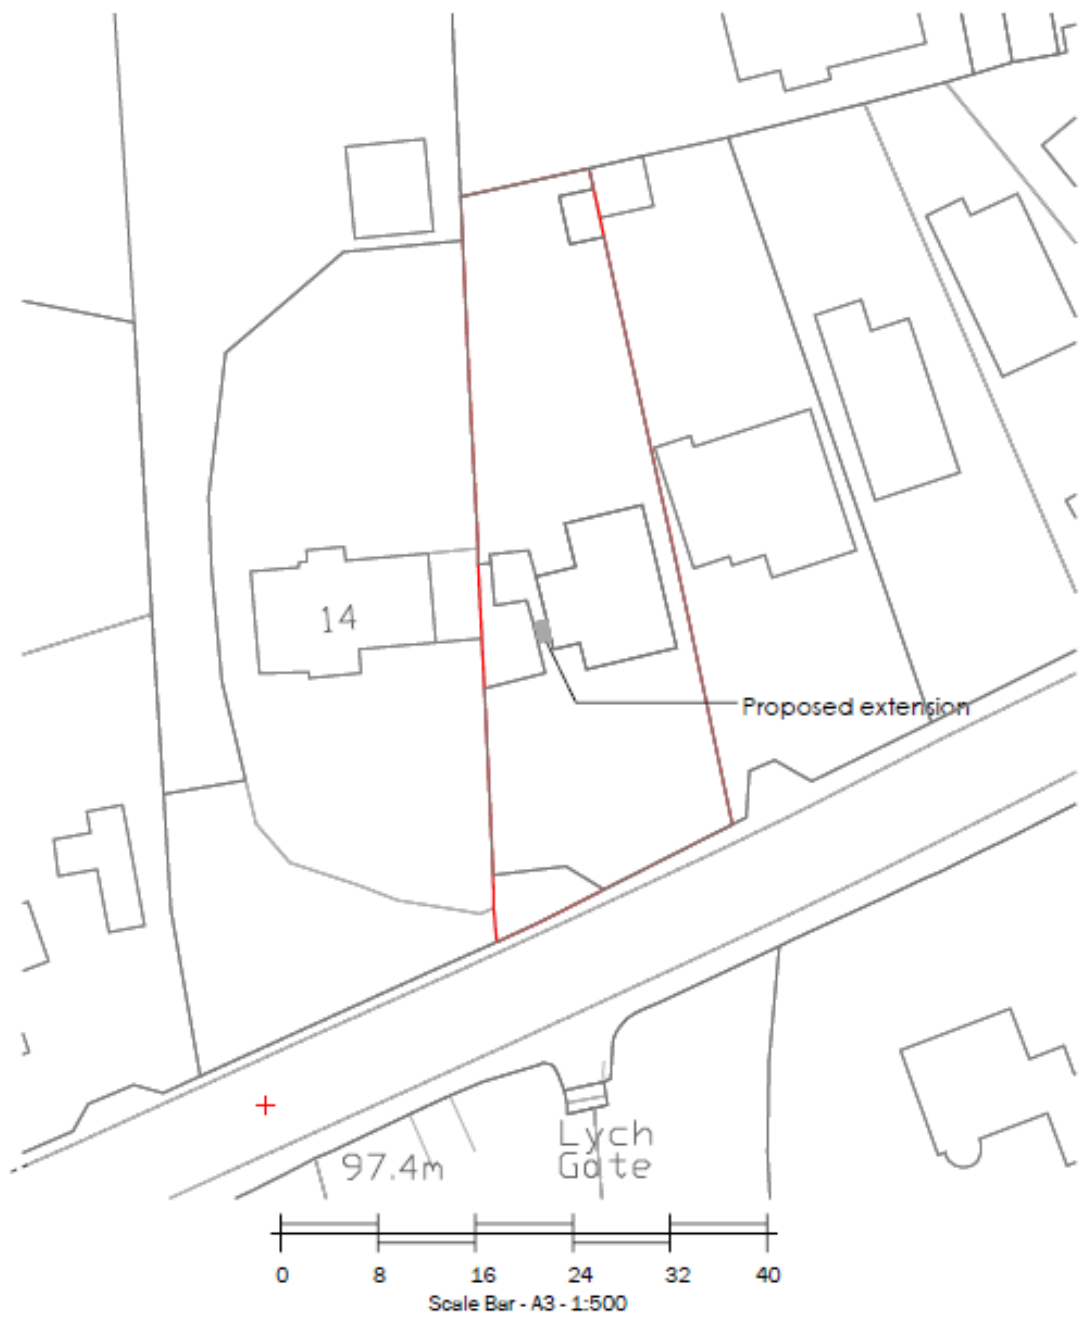 14
Proposed extension
Lych
Gate
97.4m
0 8 16 24 32 40
Scale Bar - A3 - 1:500